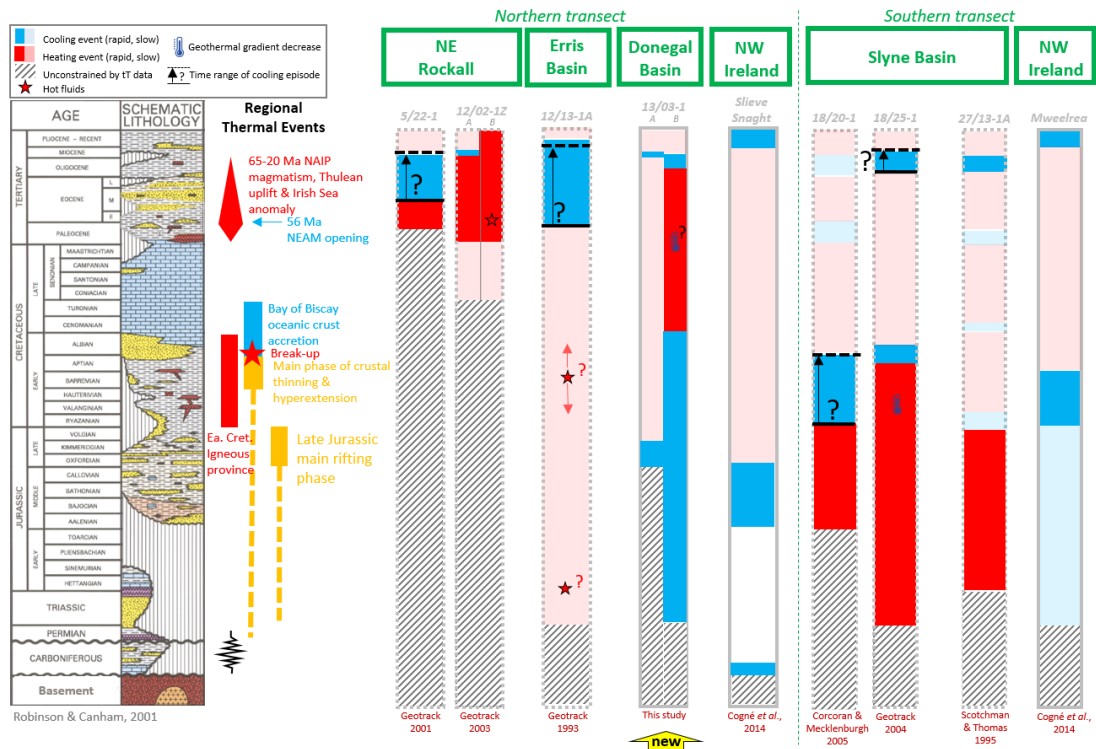 Northern transect
Southern transect
Cooling event (rapid, slow)
Heating event (rapid, slow)
Unconstrained by tT data
Hot fluids
Geothermal gradient decrease
? Time range of cooling episode
NE
Rockall
Erris
Basin
Donegal
Basin
NW
Ireland
Slyne Basin
NW
Ireland
AGE
SCHEMATIC
LITHOLOGY
Regional
Thermal Events
5/22-1
12/02-1Z
A
B
12/13-1A
13/03-1
A
B
Slieve
Snaght
18/20-1
18/25-1
27/13-1A
Mweelrea
TERTIARY
PLIOCENE - RECENT
MIOCENE
OLIGOCENE
EOCENE
L
M
E
PALEOCENE
CRETACEOUS
LATE
SENONIAN
MAASTRICHTIAN
CAMPANIAN
SANTONIAN
CONIACIAN
TURONIAN
CENOMANIAN
EARLY
ALBIAN
APTIAN
BARREMIAN
HAUTERIVIAN
VALANGINIAN
RYAZANIAN
JURASSIC
LATE
VOLGIAN
KIMMERIDGIAN
OXFORDIAN
MIDDLE
CALLOVIAN
BATHONIAN
BAJOCIAN
AALENIAN
EARLY
TOARCIAN
PLIENSBACHIAN
SINEMURIAN
HETTANGIAN
TRIASSIC
PERMIAN
CARBONIFEROUS
Basement
65-20 Ma NAIP
magmatism, Thulean
uplift & Irish Sea
anomaly
56 Ma
NEAM opening
Bay of Biscay
oceanic crust
accretion
Break-up
Main phase of crustal
thinning &
hyperextension
Ea. Cret.
Igneous
province
Late Jurassic
main rifting
phase
?
?
?
?
?
?
?
Robinson & Canham, 2001
Geotrack
2001
Geotrack
2003
Geotrack
1993
This study
new
Cogné et al.,
2014
Corcoran &
Mecklenburgh
2005
Geotrack
2004
Scotchman
& Thomas
1995
Cogné et al.,
2014